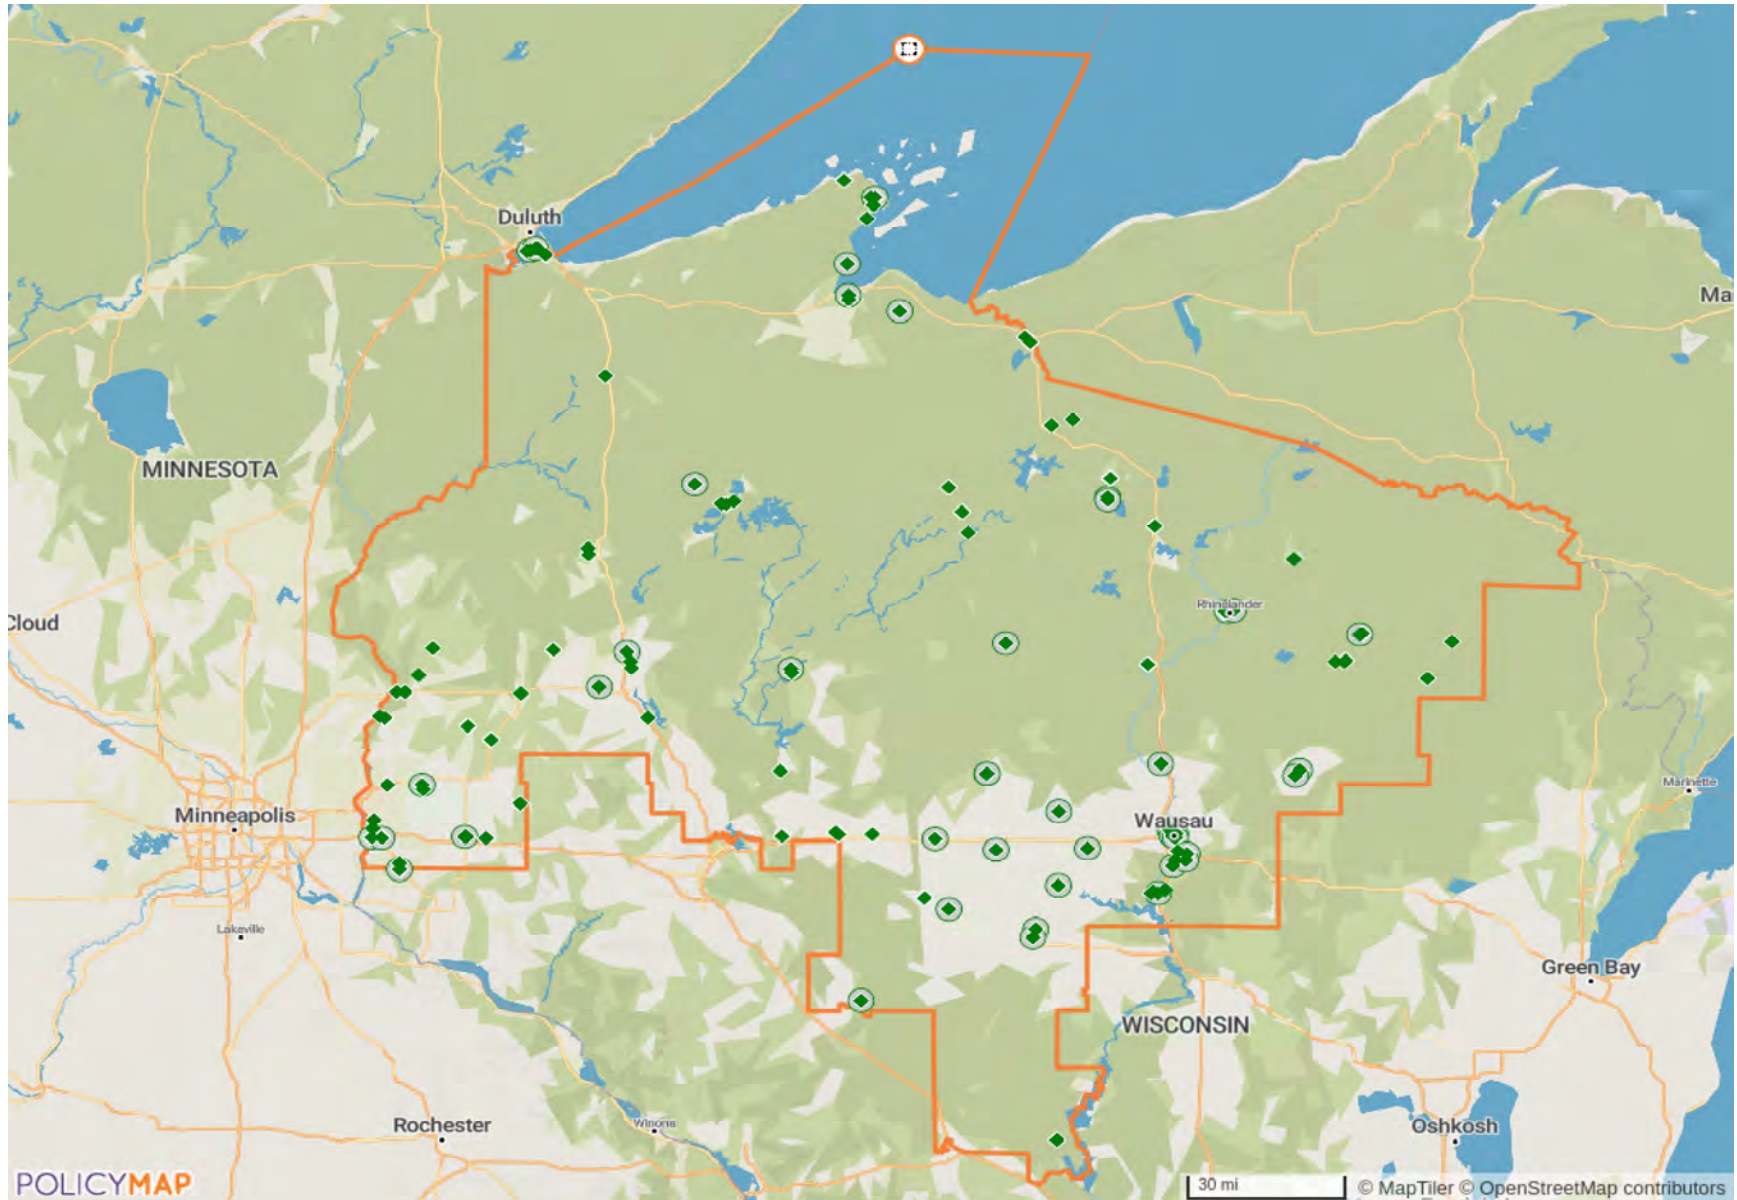 Duluth
Ma
MINNESOTA
Cloud
Rhinelander
Marinette
Minneapolis
Wausau
Lakeville
Green Bay
WISCONSIN
Rochester
Winona
Oshkosh
POLICYMAP
30 mi
© MapTiler © OpenStreetMap contributors